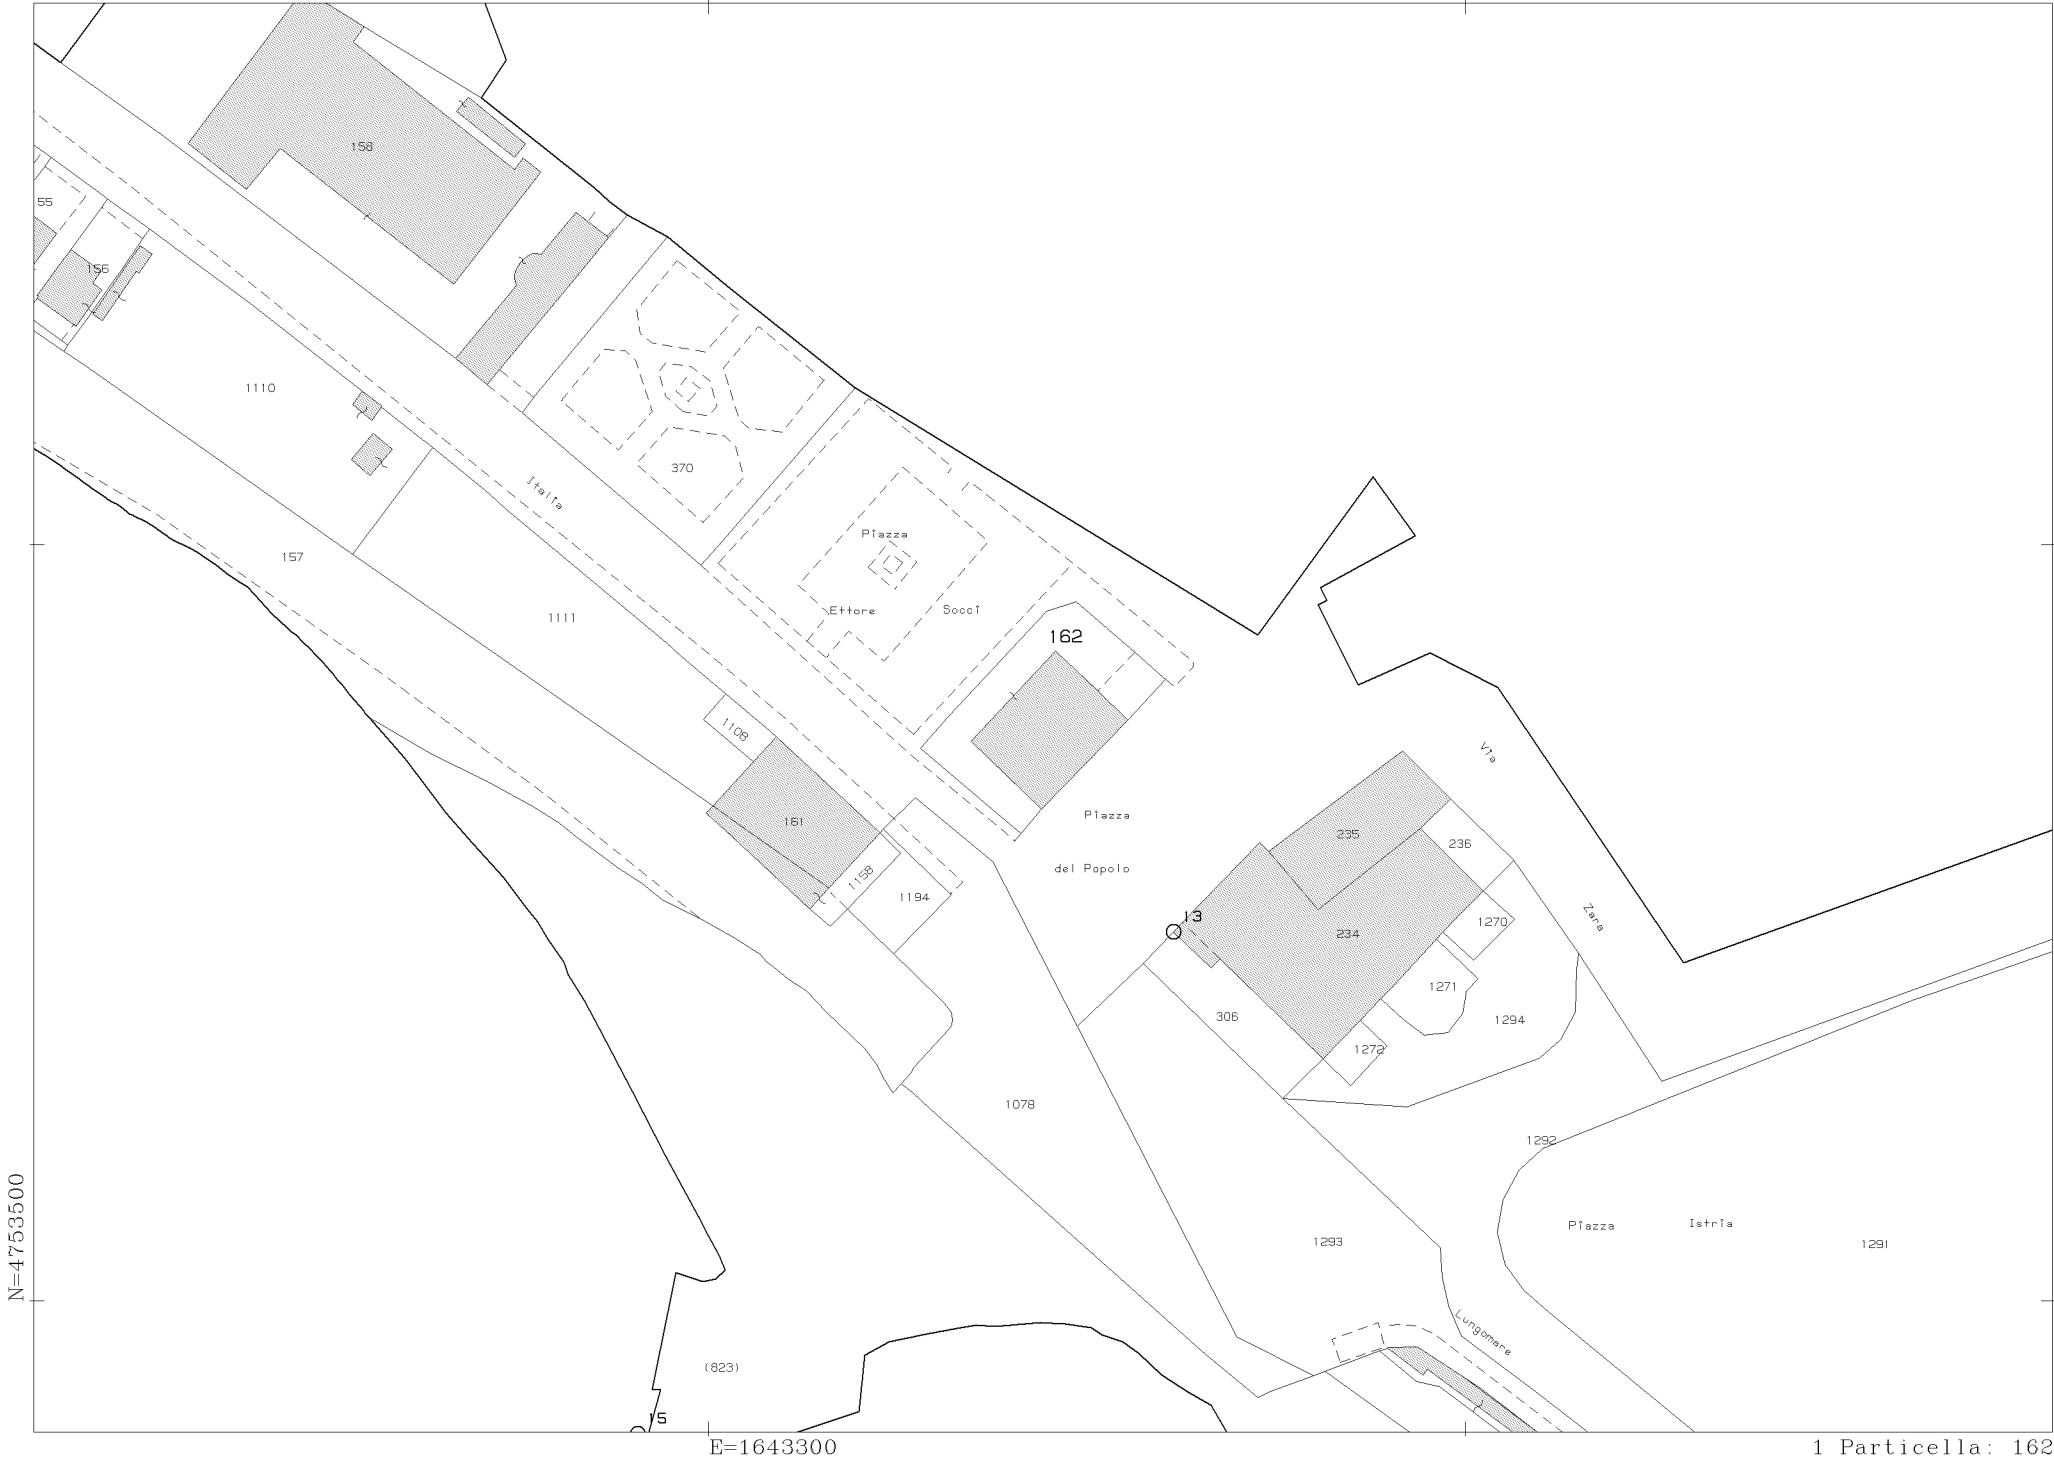 158
55
156
1110
370
Italia
Piazza
157
Ettore
Socci
1111
162
1108
Via
Piazza
161
235
236
del Popolo
1158
1194
13
1270
Zara
234
1271
306
1294
1272
1078
1292
Piazza
Istria
1293
1291
Lungomare
(823)
15
N=4753500
E=1643300
1 Particella: 162